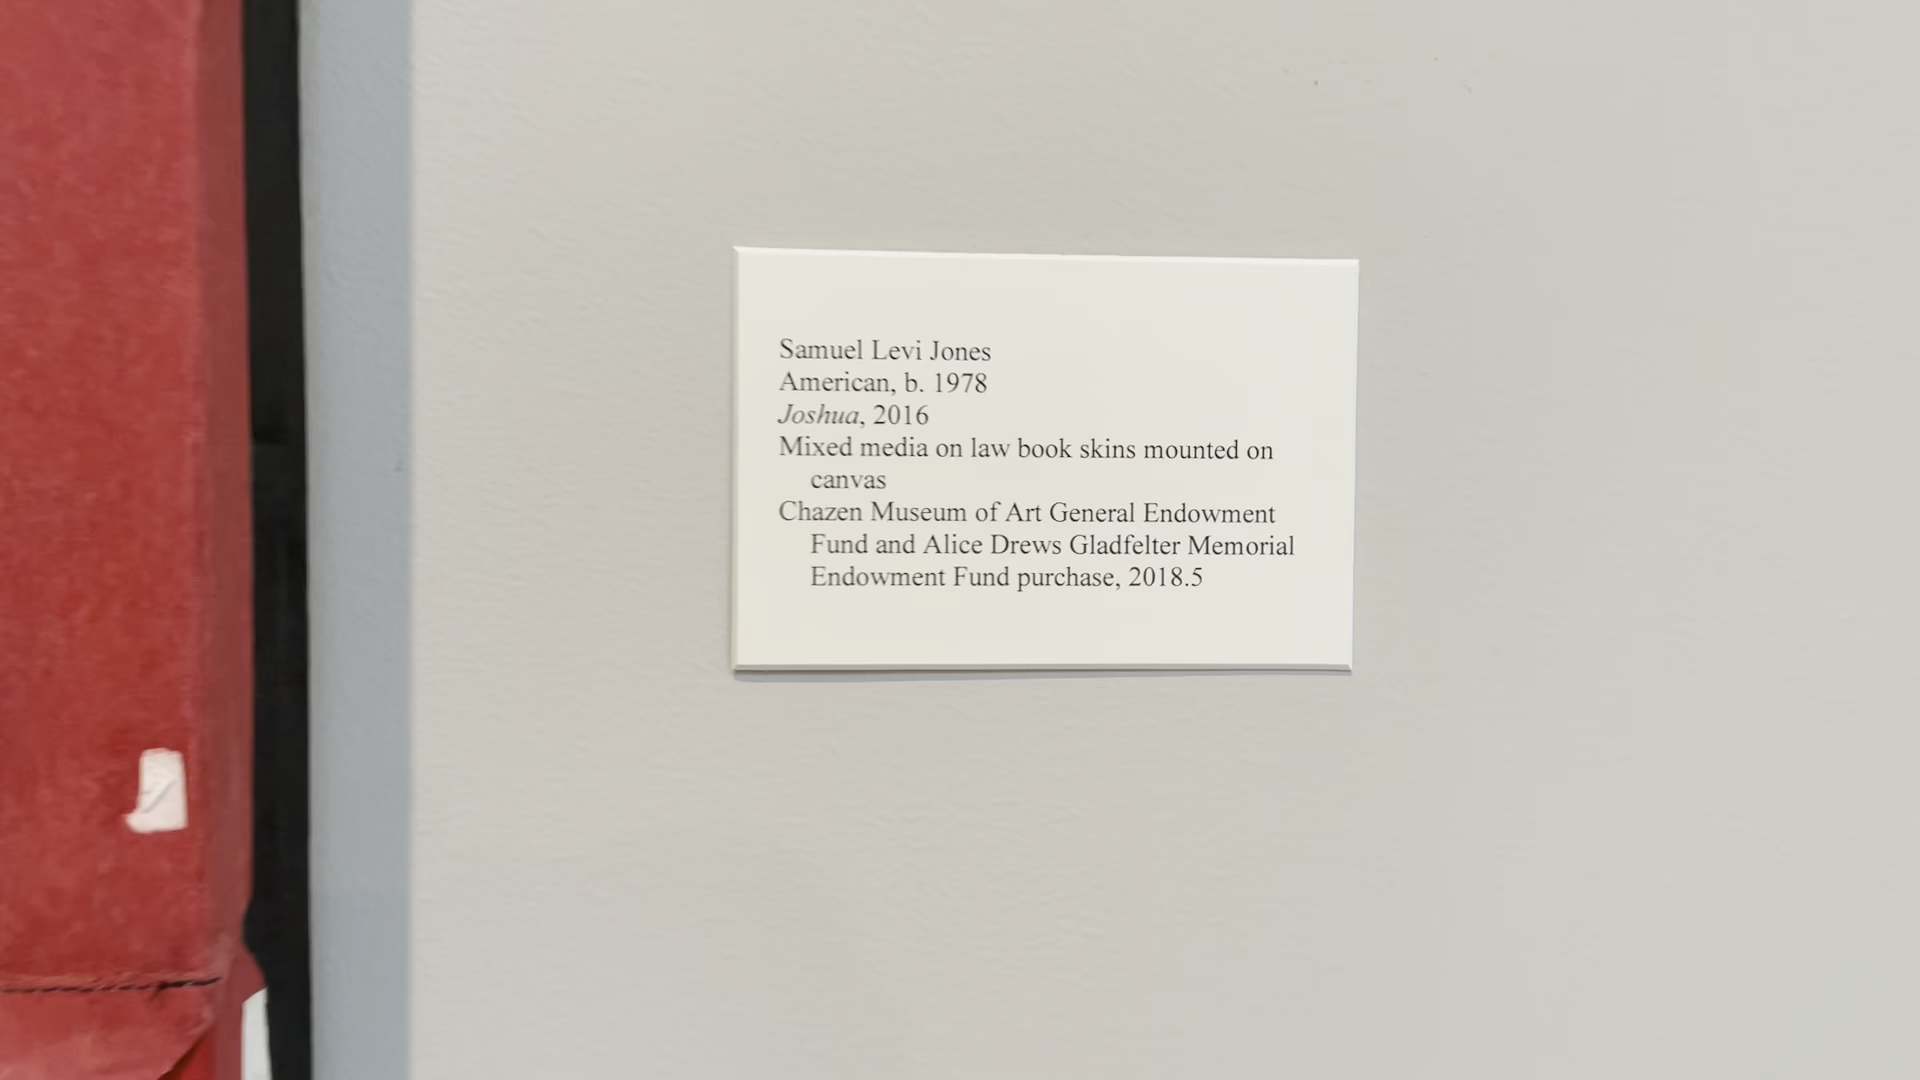 Samuel Levi Jones
American, b. 1978
Joshua, 2016
Mixed media on law book skins mounted on
canvas
Chazen Museum of Art General Endowment
Fund and Alice Drews Gladfelter Memorial
Endowment Fund purchase, 2018.5